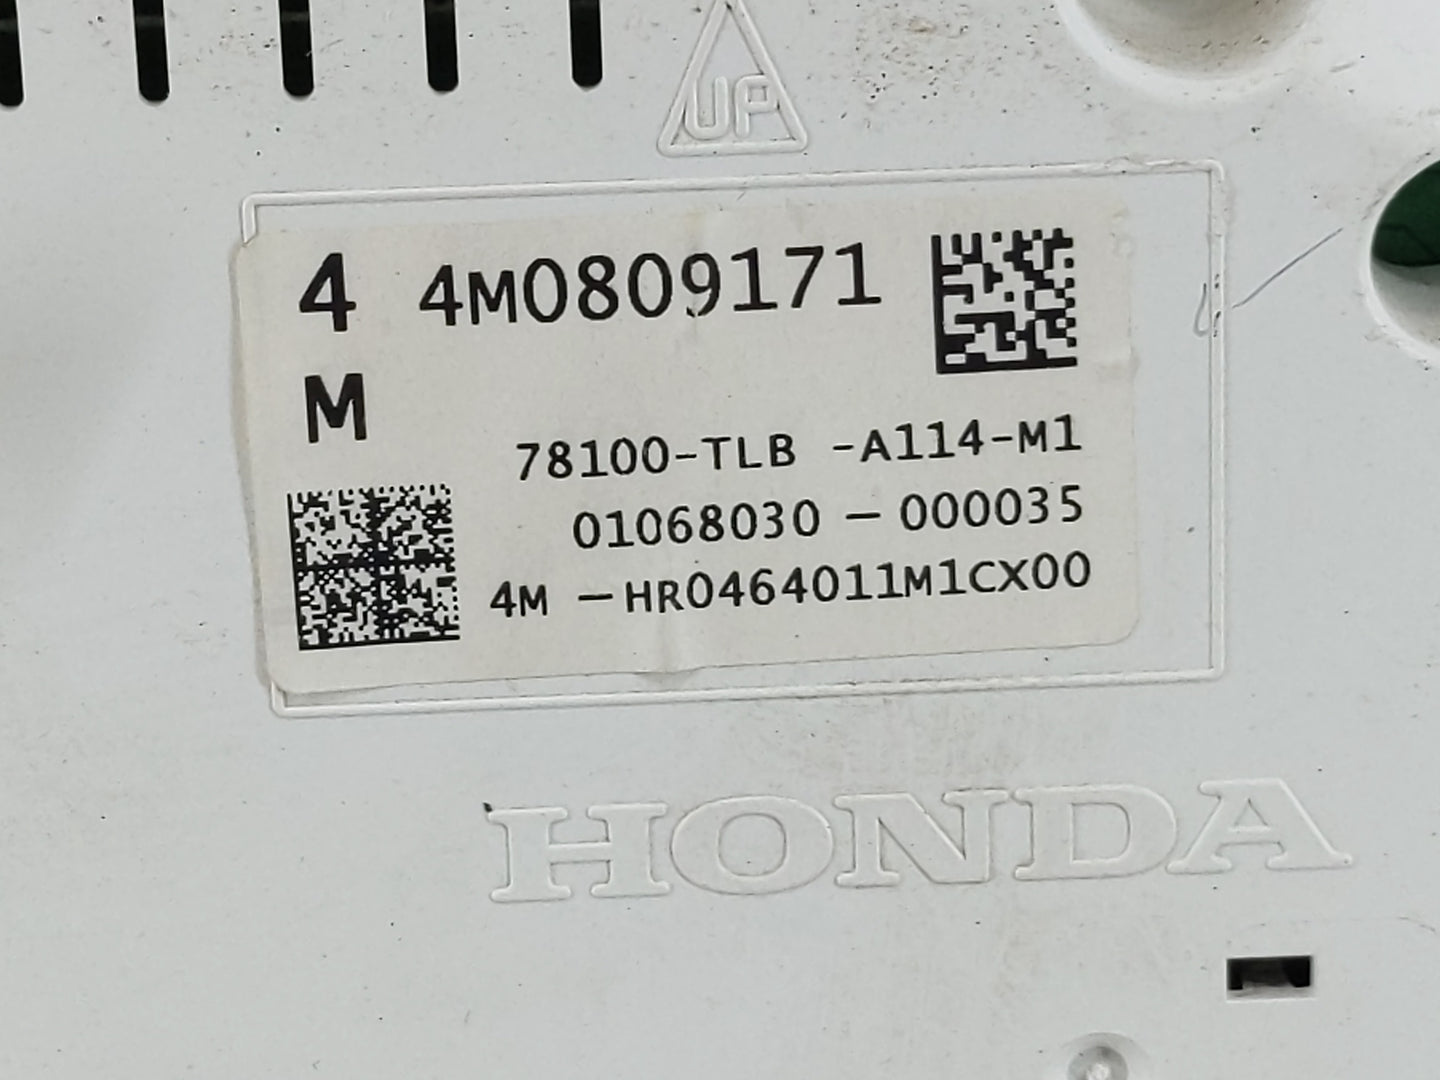 UP
4 4M0809171
M
78100-TLB -A114-M1
01068030 - 000035
4M -HR0464011M1CX00
HONDA